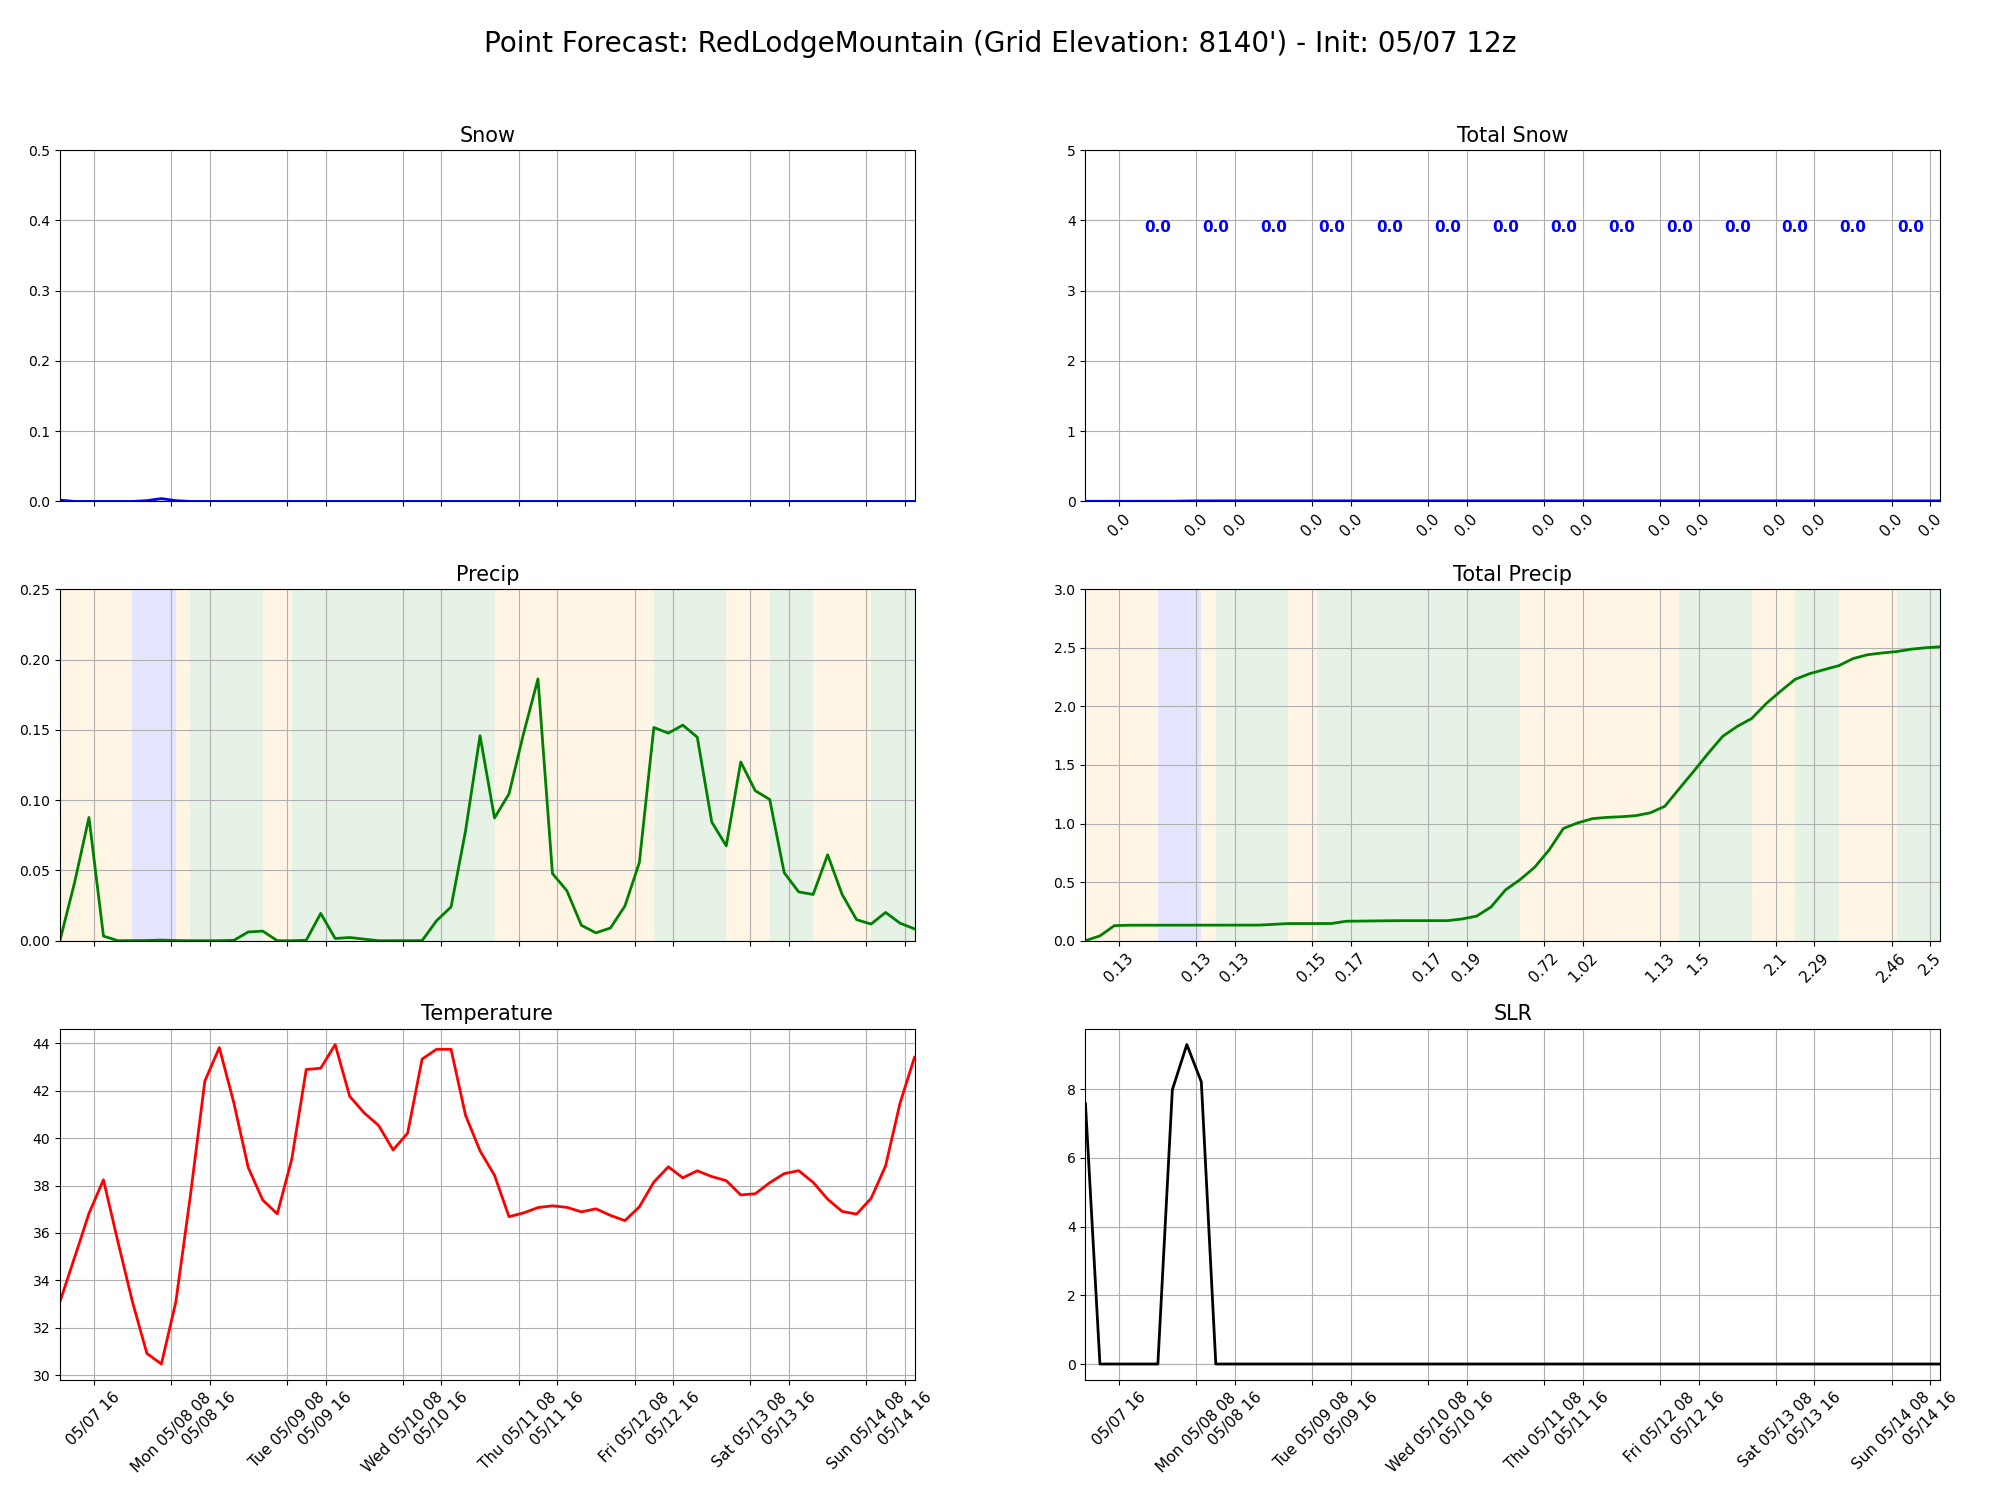 Point Forecast: RedLodgeMountain (Grid Elevation: 8140') - Init: 05/07 12z
Snow
0.5
0.4
0.3
0.2
0.1
0.0
Total Snow
5
4
3
2
1
0
0.0 0.0 0.0 0.0 0.0 0.0 0.0 0.0 0.0 0.0 0.0 0.0 0.0 0.0
0.0 0.0 0.0 0.0 0.0 0.0 0.0 0.0 0.0 0.0 0.0 0.0 0.0 0.0 0.0
Precip
0.25
0.20
0.15
0.10
0.05
0.00
Total Precip
3.0
2.5
2.0
1.5
1.0
0.5
0.0
0.13 0.13 0.13 0.15 0.17 0.17 0.19 0.72 1.02 1.13 1.5 2.1 2.29 2.46 2.5
Temperature
44
42
40
38
36
34
32
30
05/07 16
Mon 05/08 08
05/08 16
Tue 05/09 08
05/09 16
Wed 05/10 08
05/10 16
Thu 05/11 08
05/11 16
Fri 05/12 08
05/12 16
Sat 05/13 08
05/13 16
Sun 05/14 08
05/14 16
SLR
8
6
4
2
0
05/07 16
Mon 05/08 08
05/08 16
Tue 05/09 08
05/09 16
Wed 05/10 08
05/10 16
Thu 05/11 08
05/11 16
Fri 05/12 08
05/12 16
Sat 05/13 08
05/13 16
Sun 05/14 08
05/14 16